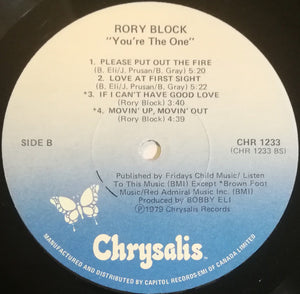 RORY BLOCK
"You're The One"
1. PLEASE PUT OUT THE FIRE
(B. Eli/J. Prusan/B. Gray) 5:20
2. LOVE AT FIRST SIGHT
(B. Eli/J. Prusan/B. Gray) 5:56
*3. IF I CAN'T HAVE GOOD LOVE
(Rory Block) 3:40
*4. MOVIN' UP, MOVIN' OUT
(Rory Block) 4:39
SIDE B
CHR 1233
(CHR 1233 BS)
Published by Fridays Child Music/ Listen
To This Music (BMI) Except *Brown Foot
Music/Red Admiral Music Inc. (BMI)
Produced by BOBBY ELI
℗1979 Chrysalis Records
Chrysalis
MANUFACTURED AND DISTRIBUTED BY CAPITOL RECORDS-EMI OF CANADA LIMITED